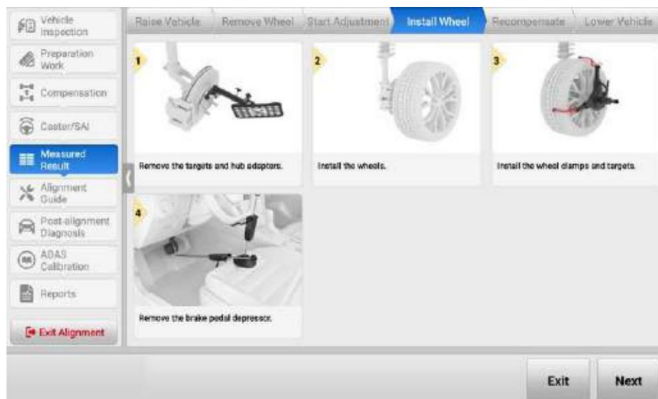 Vehicle
Inspection
Raise Vehicle
Remove Wheel
Start Adjustment
Install Wheel
Recompensate
Lower Vehicle
Preparation
Work
Compensation
Caster/SAI
Measured
Result
Alignment
Guide
Post-alignment
Diagnosis
ADAS
Calibration
Reports
Exit Alignment
1
Remove the targets and hub adapters.
2
Install the wheels.
3
Install the wheel clamps and targets.
4
Remove the brake pedal depressor.
Exit
Next